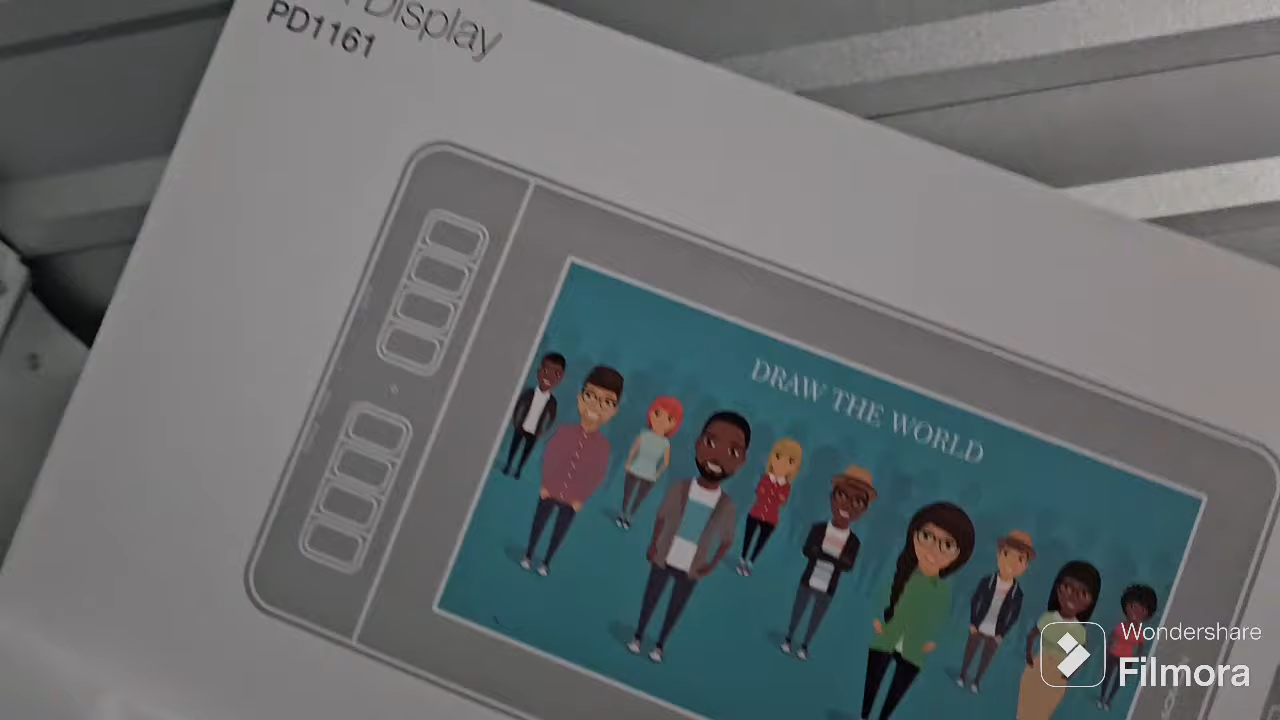 Display
PD1161
DRAW THE WORLD
Wondershare
Filmora